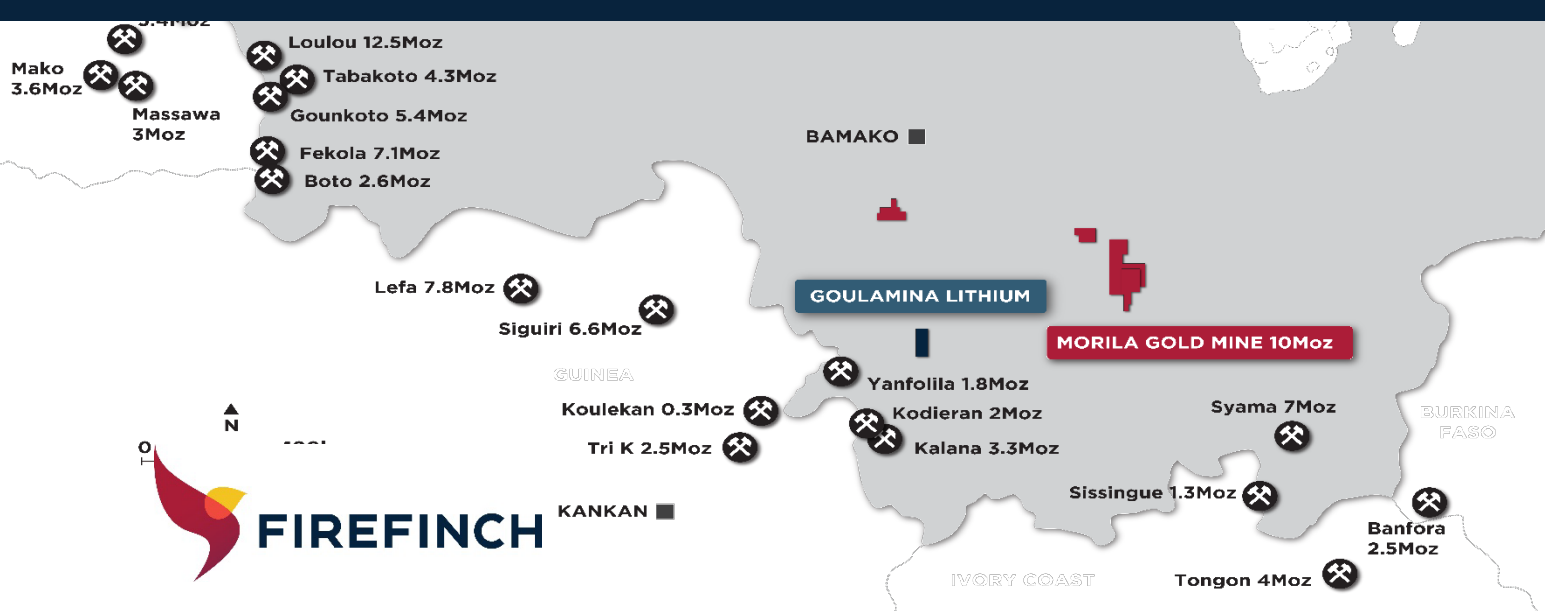 Loulou 12.5Moz
Mako
3.6Moz
Tabakoto 4.3Moz
Massawa
3Moz
Gounkoto 5.4Moz
BAMAKO
Fekola 7.1Moz
Boto 2.6Moz
Lefa 7.8Moz
GOULAMINA LITHIUM
Siguiri 6.6Moz
MORILA GOLD MINE 10Moz
GUINEA
Yanfolila 1.8Moz
Koulekan 0.3Moz
Kodieran 2Moz
Syama 7Moz
BURKINA
FASO
N
Tri K 2.5Moz
Kalana 3.3Moz
0
Sissingue 1.3Moz
KANKAN
FIREFINCH
Banfora
2.5Moz
IVORY COAST
Tongon 4Moz